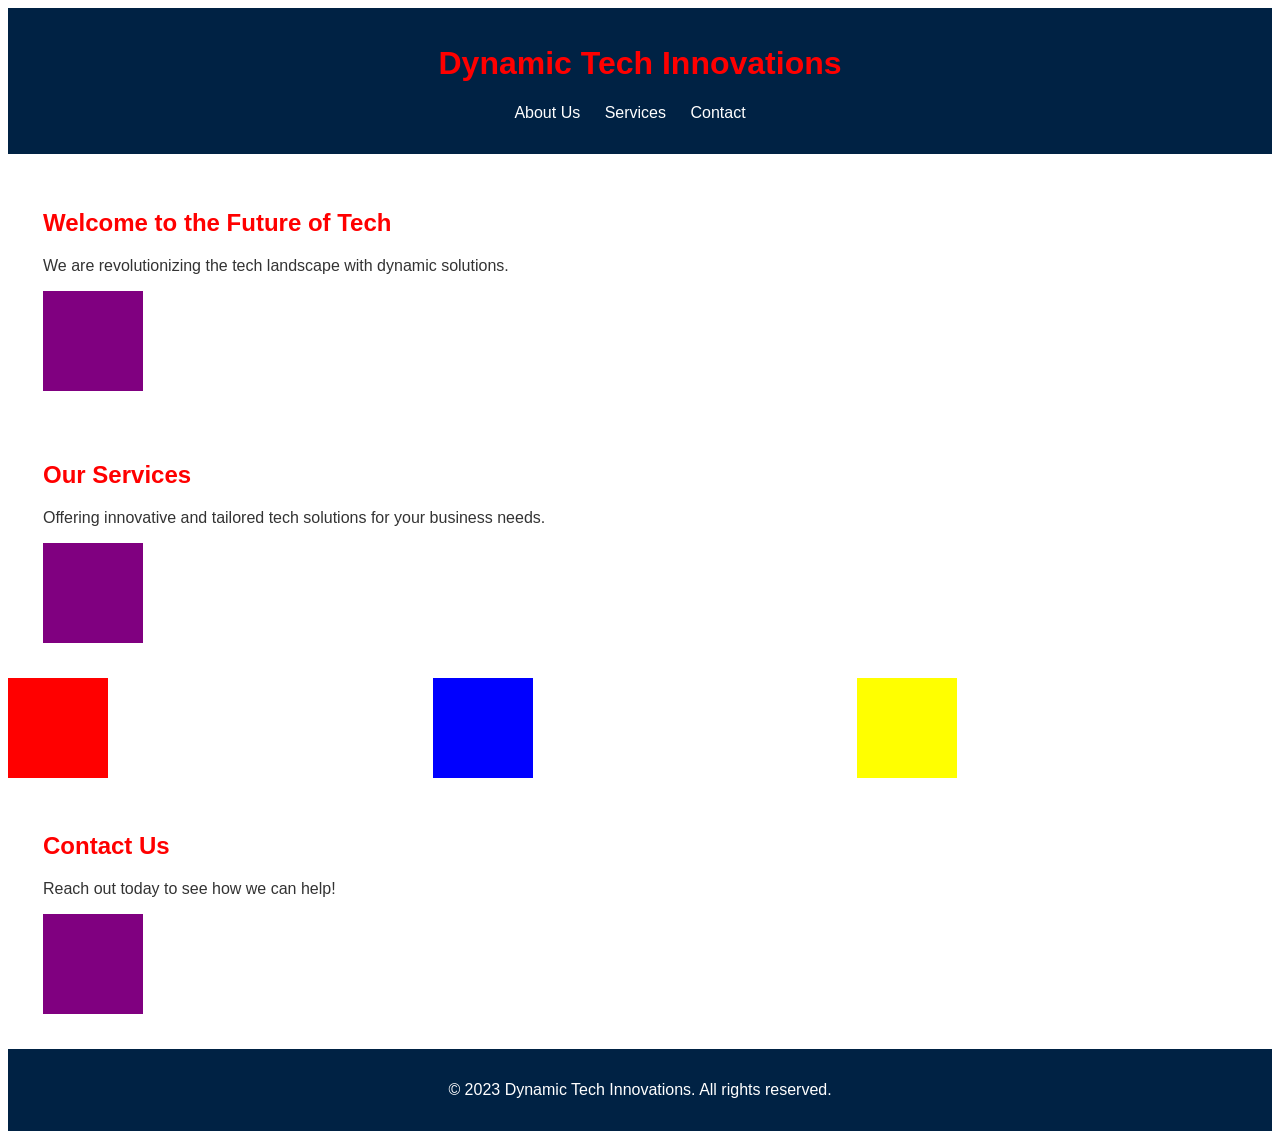 Dynamic Tech Innovations
About Us Services Contact
Welcome to the Future of Tech
We are revolutionizing the tech landscape with dynamic solutions.
Our Services
Offering innovative and tailored tech solutions for your business needs.
Contact Us
Reach out today to see how we can help!
© 2023 Dynamic Tech Innovations. All rights reserved.